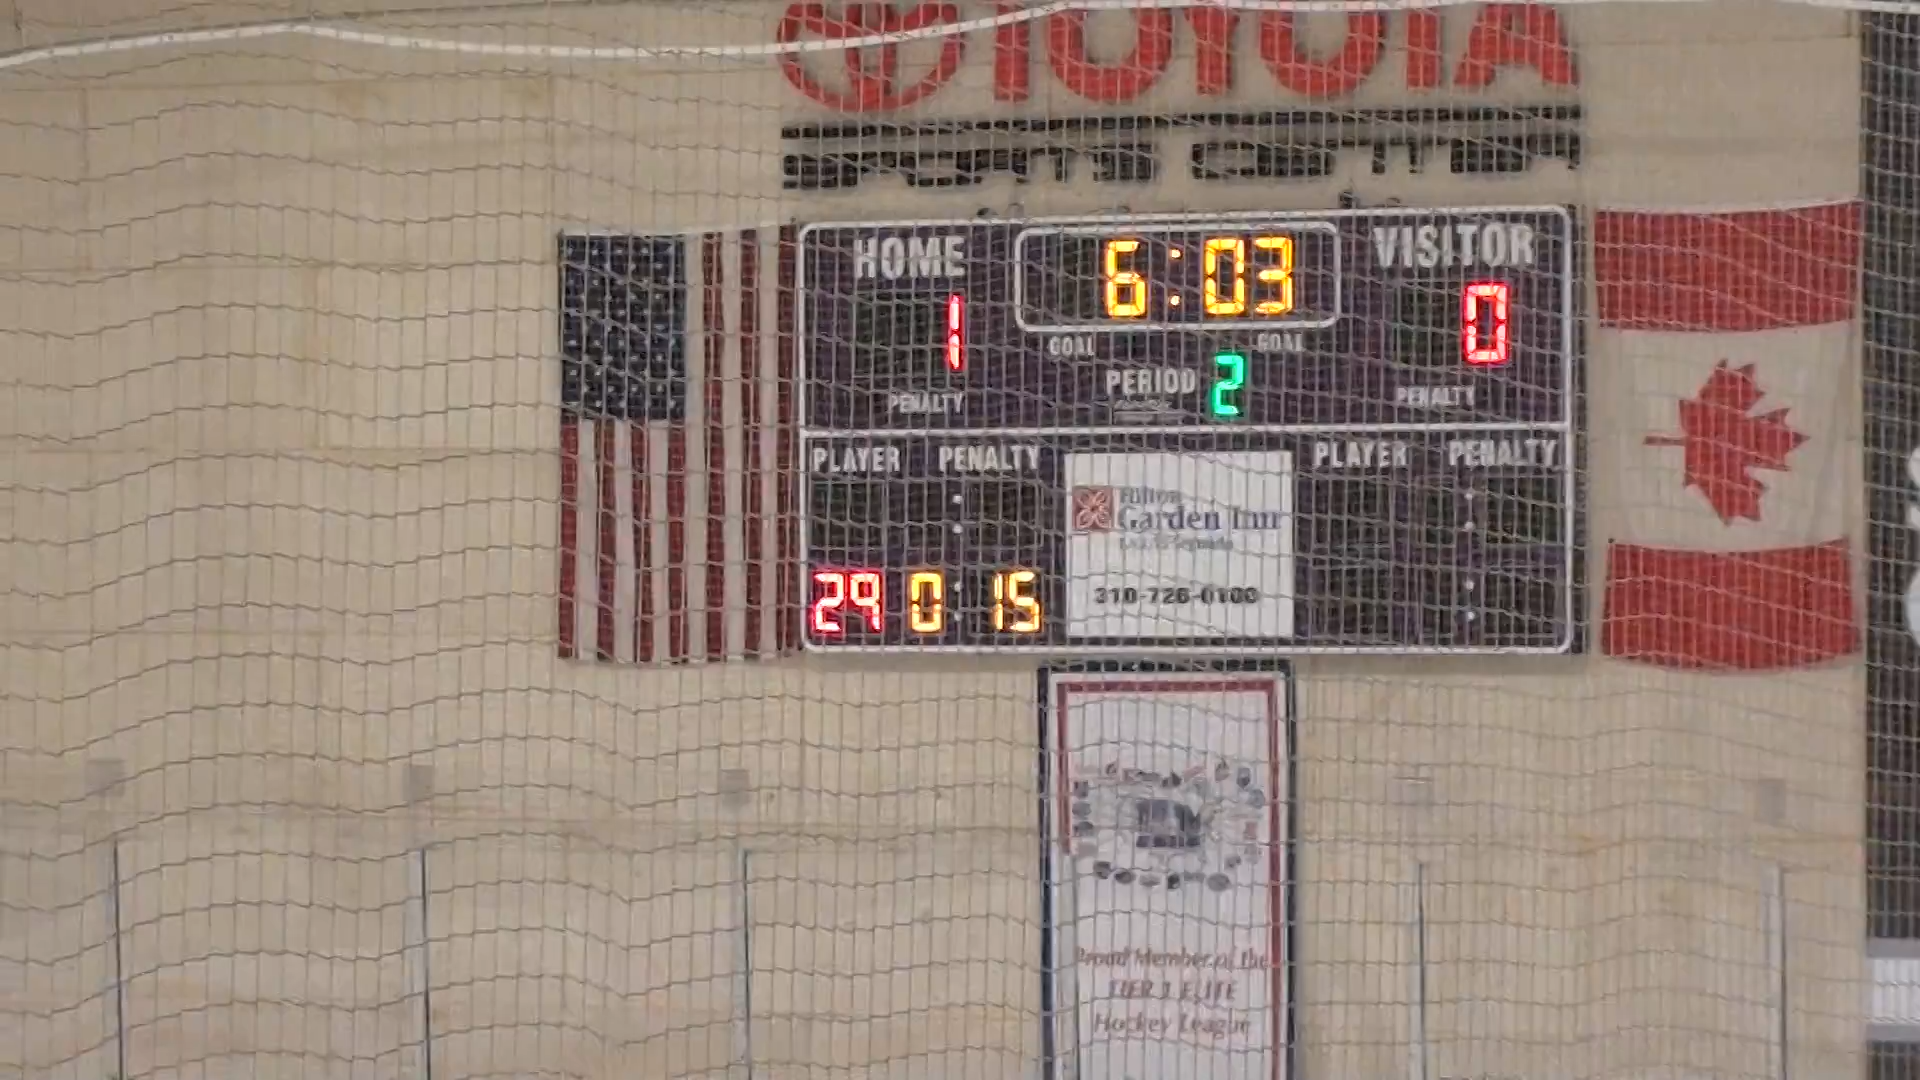 TOYOTA
SPORTS CENTER
HOME 6:03 VISITOR
1 GOAL GOAL 0
PERIOD 2
PENALTY PENALTY
PLAYER PENALTY PLAYER PENALTY
Hilton
Garden Inn
29 0:15
310-726-0100
Proud Member of the
TIER 1 ELITE
Hockey League